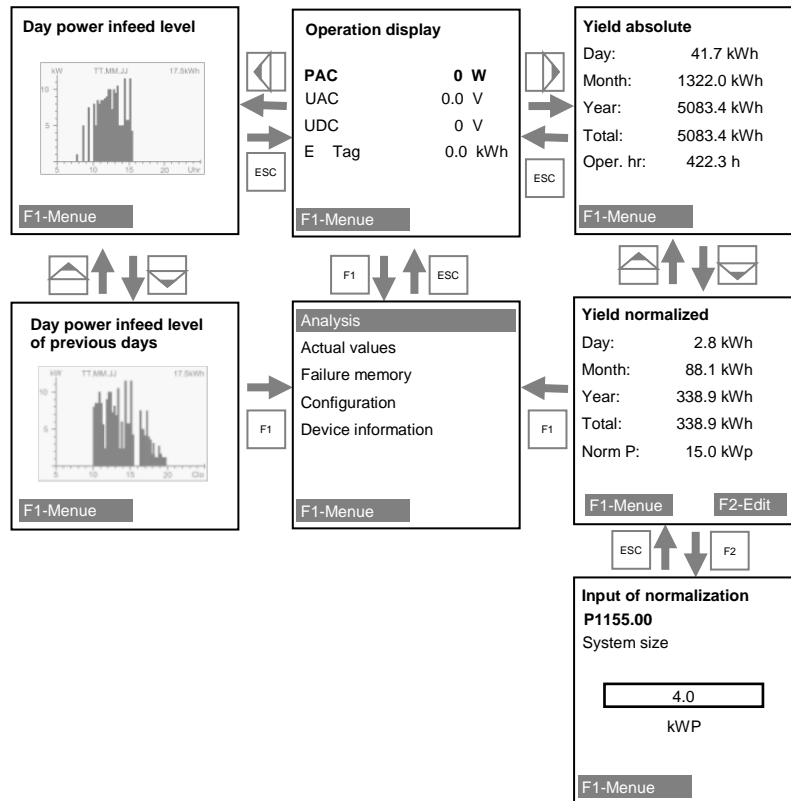 Day power infeed level
kW TT.MM.JJ 17.5kWh
10
5
5 10 15 20 Uhr
F1-Menue
Operation display
PAC 0 W
UAC 0.0 V
UDC 0 V
E Tag 0.0 kWh
F1-Menue
Yield absolute
Day: 41.7 kWh
Month: 1322.0 kWh
Year: 5083.4 kWh
Total: 5083.4 kWh
Oper. hr: 422.3 h
F1-Menue
ESC
ESC
F1
ESC
Day power infeed level
of previous days
kW TT.MM.JJ 17.5kWh
10
5
5 10 15 20
F1-Menue
F1
Analysis
Actual values
Failure memory
Configuration
Device information
F1-Menue
F1
Yield normalized
Day: 2.8 kWh
Month: 88.1 kWh
Year: 338.9 kWh
Total: 338.9 kWh
Norm P: 15.0 kWp
F1-Menue F2-Edit
ESC
F2
Input of normalization
P1155.00
System size
4.0
kWP
F1-Menue